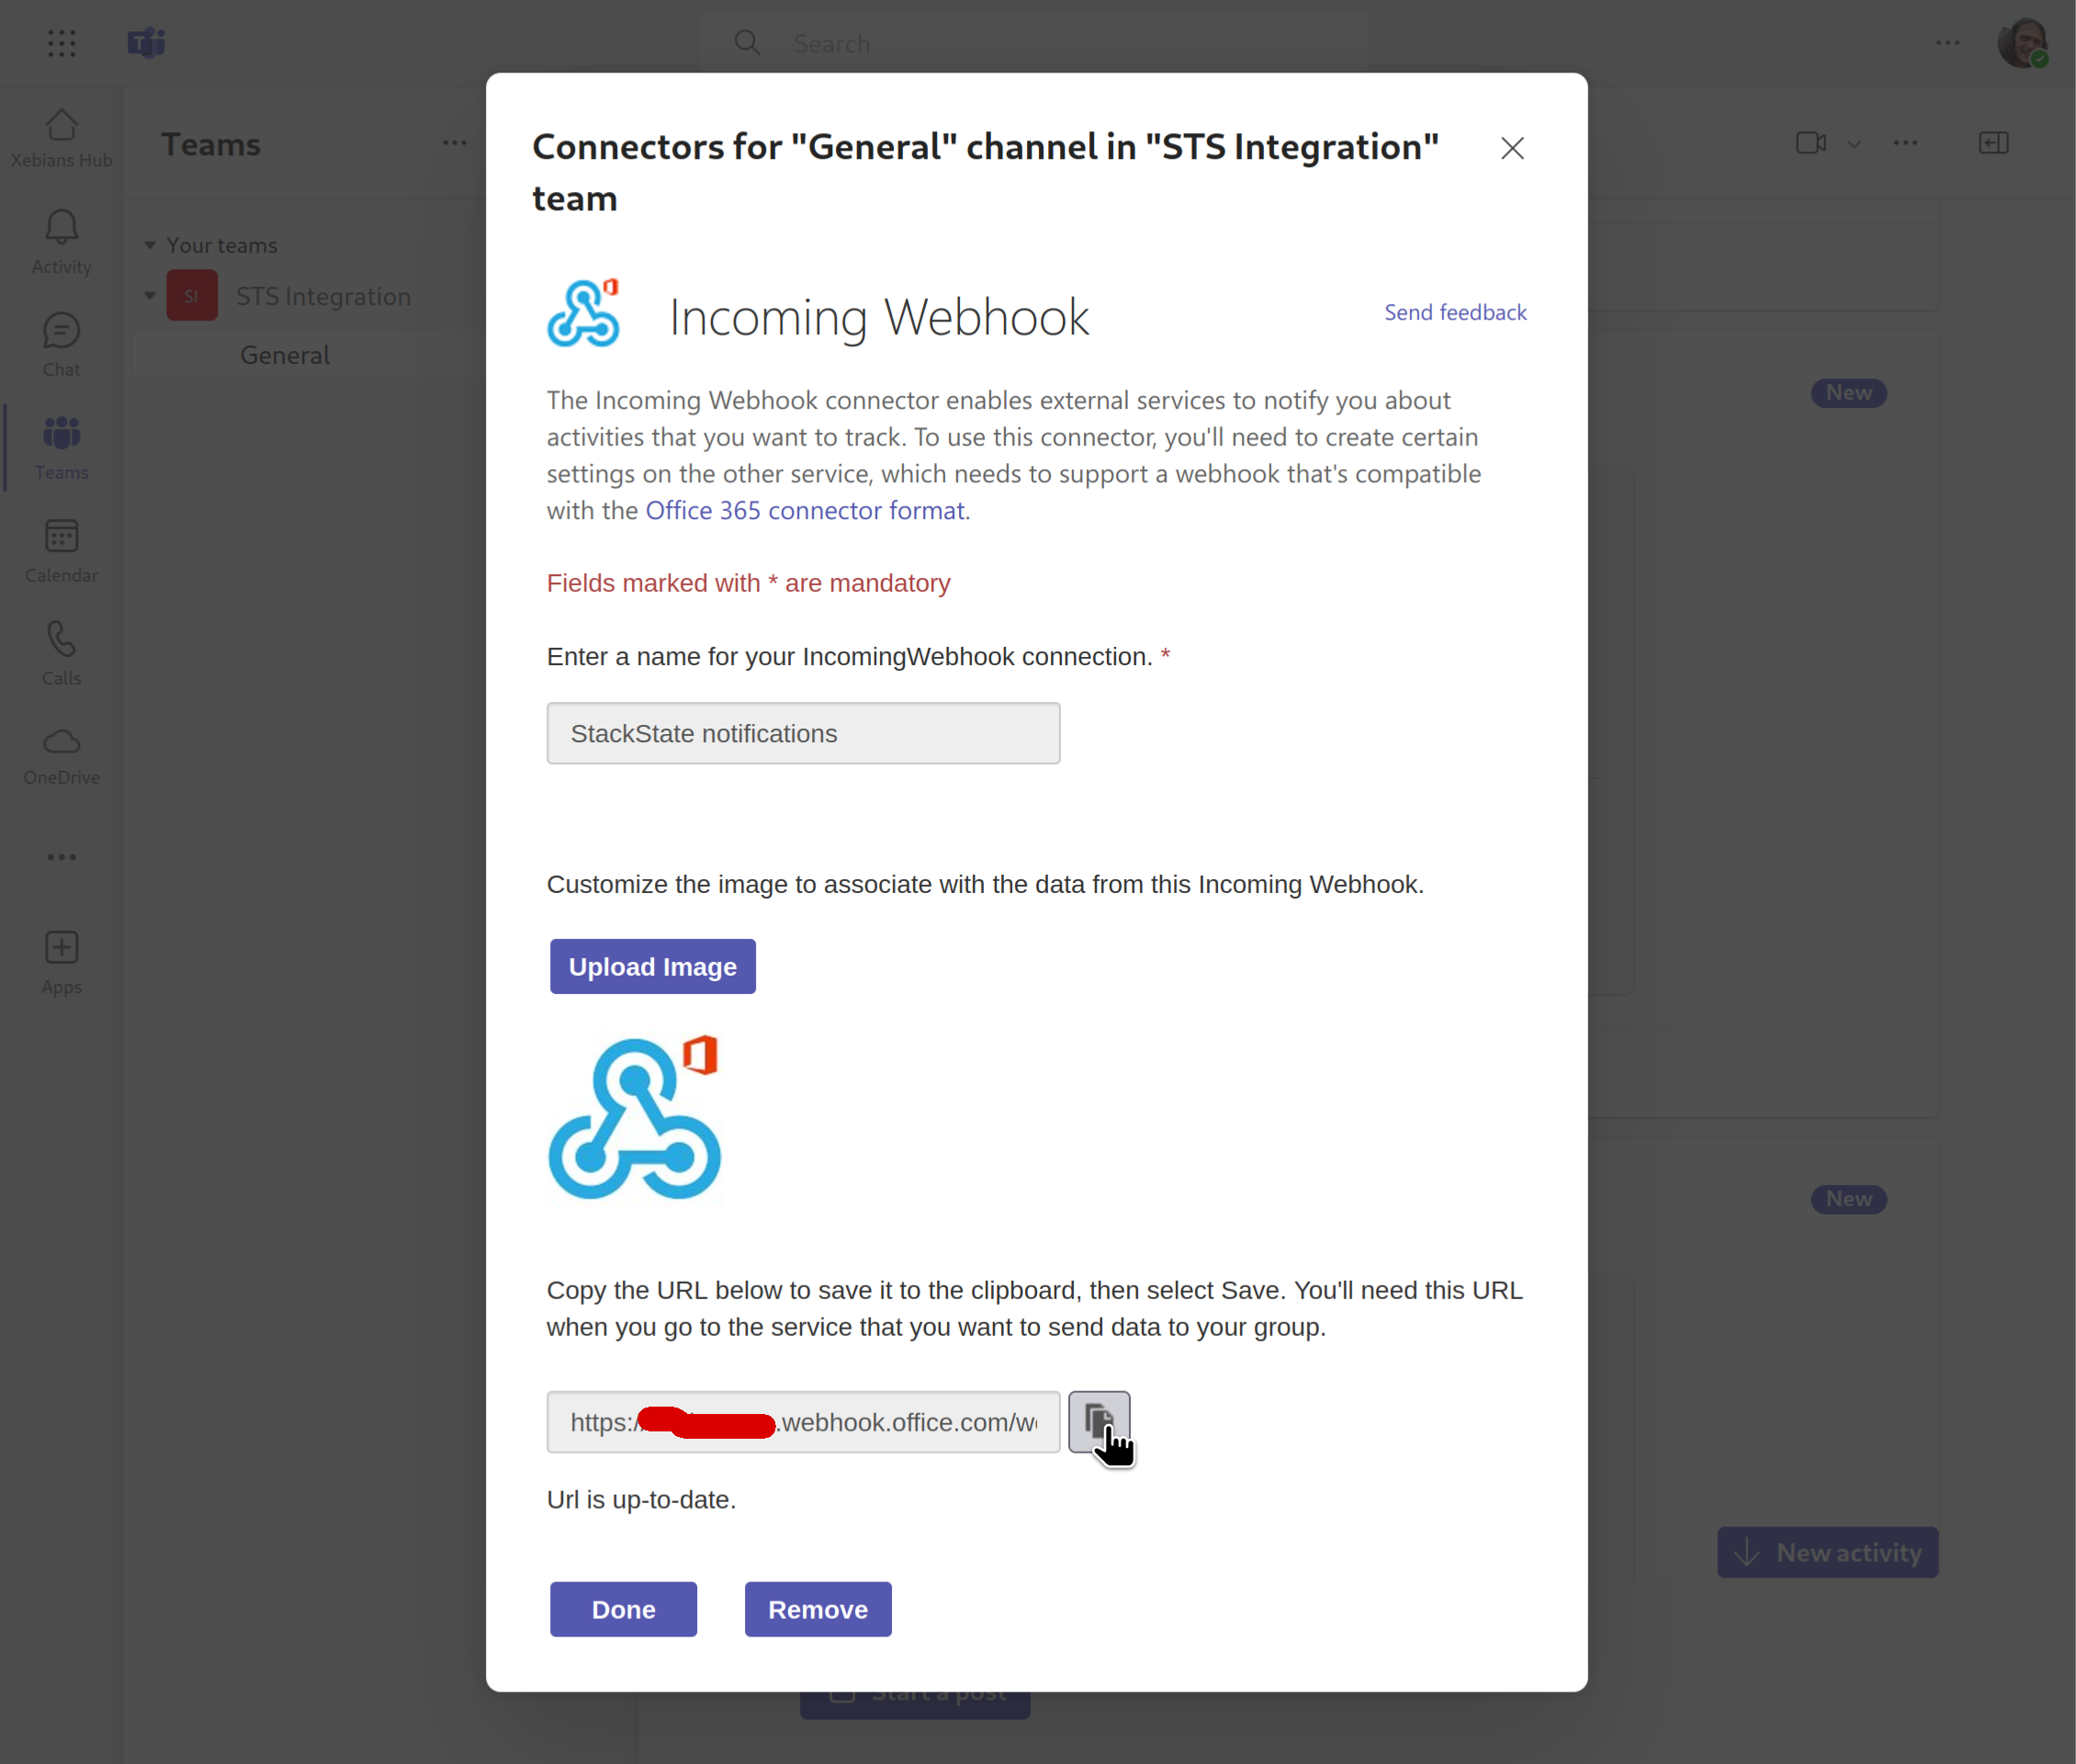 Search
Xebians Hub
Activity
Chat
Teams
Calendar
Calls
OneDrive
Apps
Teams
Your teams
SI STS Integration
General
Connectors for "General" channel in "STS Integration"
team
Incoming Webhook
Send feedback
The Incoming Webhook connector enables external services to notify you about
activities that you want to track. To use this connector, you'll need to create certain
settings on the other service, which needs to support a webhook that's compatible
with the Office 365 connector format.
Fields marked with * are mandatory
Enter a name for your IncomingWebhook connection. *
StackState notifications
Customize the image to associate with the data from this Incoming Webhook.
Upload Image
Copy the URL below to save it to the clipboard, then select Save. You'll need this URL
when you go to the service that you want to send data to your group.
https:/ .webhook.office.com/w
Url is up-to-date.
Done
Remove
New
New
New activity
Start a post